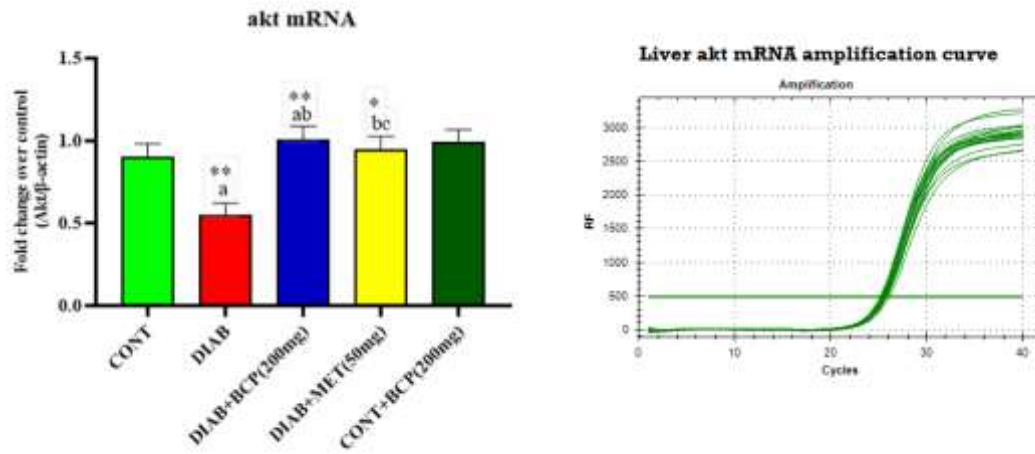 akt mRNA
Fold change over control
(Akt/β-actin)
1.5
1.0
0.5
0.0
**
a
**
ab
*
bc
CONT
DIAB
DIAB+BCP(200mg)
DIAB+MET(50mg)
CONT+BCP(200mg)
Liver akt mRNA amplification curve
Amplification
RF
3000
2500
2000
1500
1000
500
0
0
10
20
30
40
Cycles